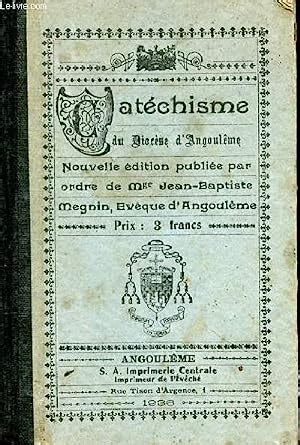 Catéchisme
du Diocèse d'Angoulême
Nouvelle édition publiée par
ordre de Mgr Jean-Baptiste
Megnin, Evêque d'Angoulême
Prix : 3 francs
ANGOULÊME
S. A. Imprimerie Centrale
Imprimeur de l'Evêché
Rue Tison d'Argence, 1
1936